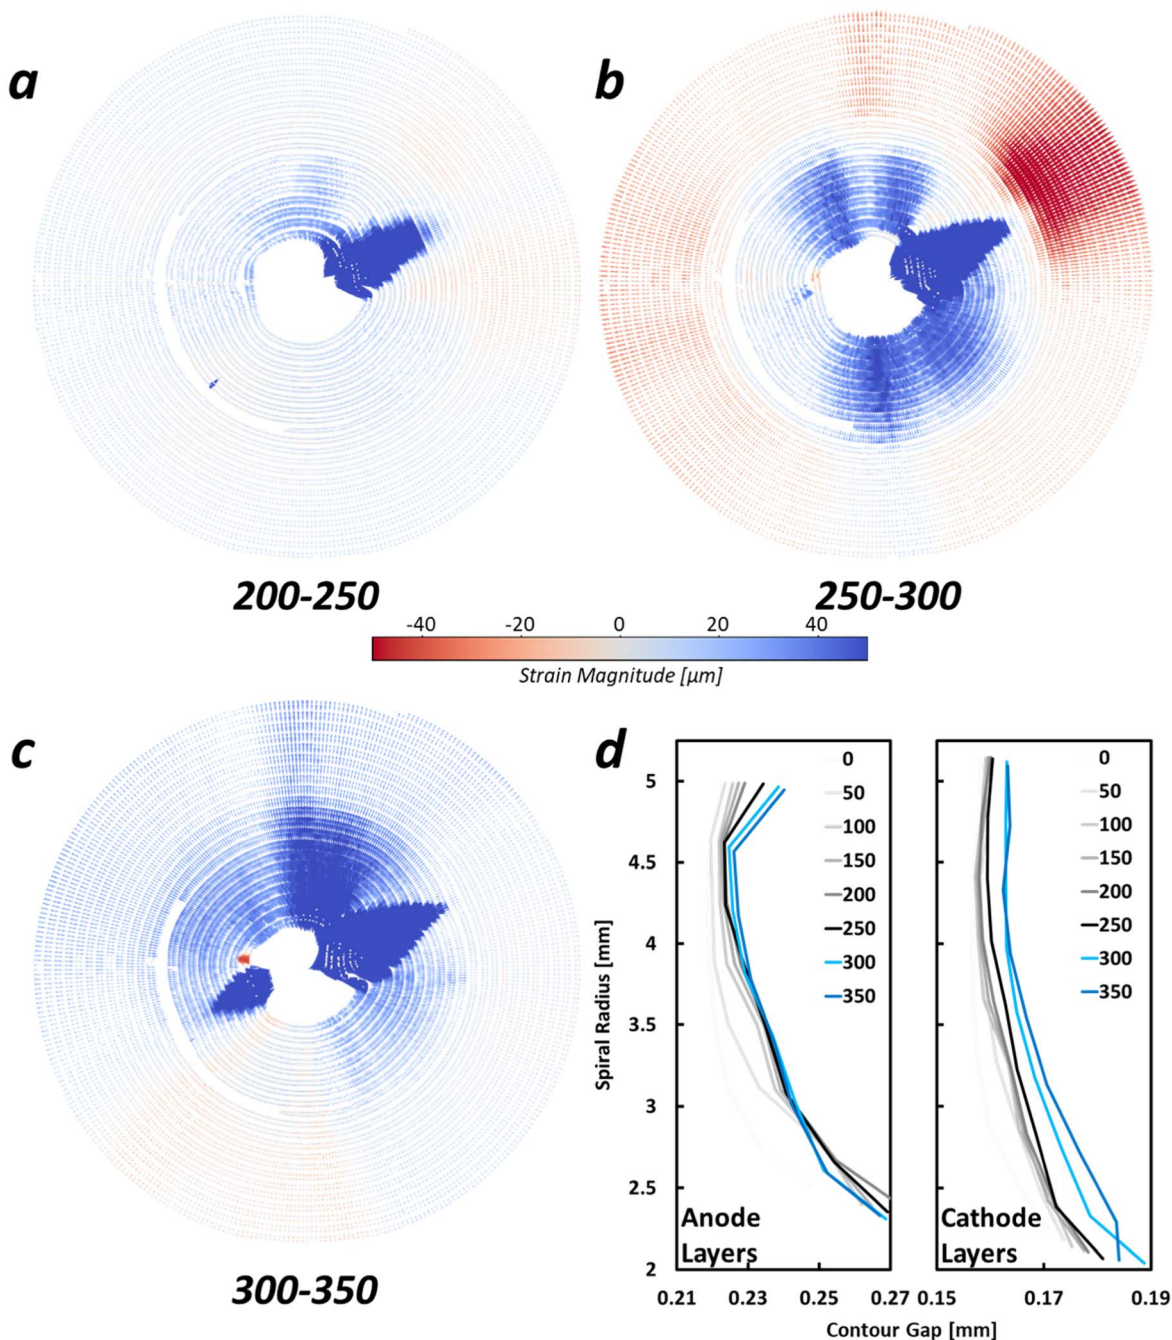 a
b
200-250
250-300
-40 -20 0 20 40
Strain Magnitude [μm]
c
d
300-350
Spiral Radius [mm]
5
4.5
4
3.5
3
2.5
2
0
50
100
150
200
250
300
350
Anode
Layers
0.21 0.23 0.25 0.27
0
50
100
150
200
250
300
350
Cathode
Layers
0.15 0.17 0.19
Contour Gap [mm]